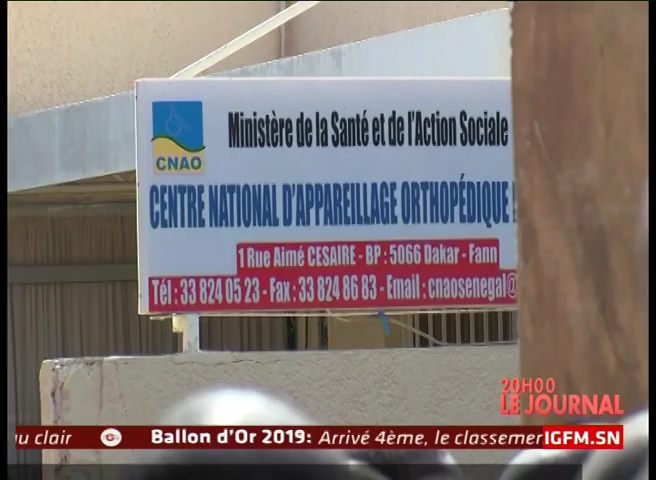 CNAO
Ministère de la Santé et de l'Action Sociale
CENTRE NATIONAL D'APPAREILLAGE ORTHOPÉDIQUE
1 Rue Aimé CESAIRE - BP : 5066 Dakar - Fann
Tél : 33 824 05 23 - Fax : 33 824 86 83 - Email : cnaosenegal@
20H00
LE JOURNAL
au clair Ballon d'Or 2019: Arrivé 4ème, le classemer IGFM.SN